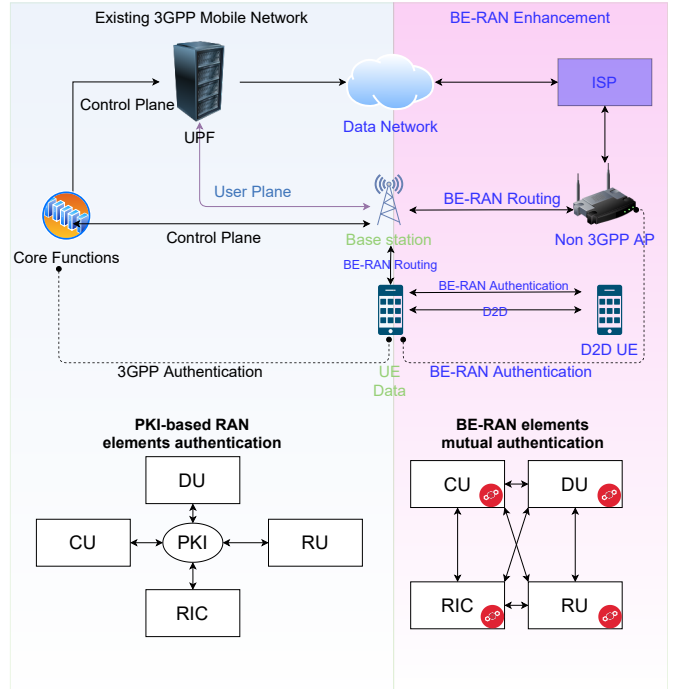 Existing 3GPP Mobile Network
BE-RAN Enhancement
ISP
Control Plane
UPF
Data Network
User Plane
BE-RAN Routing
Control Plane
Base station
Non 3GPP AP
Core Functions
BE-RAN Routing
BE-RAN Authentication
D2D
D2D UE
3GPP Authentication
UE
Data
BE-RAN Authentication
PKI-based RAN
elements authentication
BE-RAN elements
mutual authentication
DU
CU
PKI
RU
RIC
CU
DU
RIC
RU